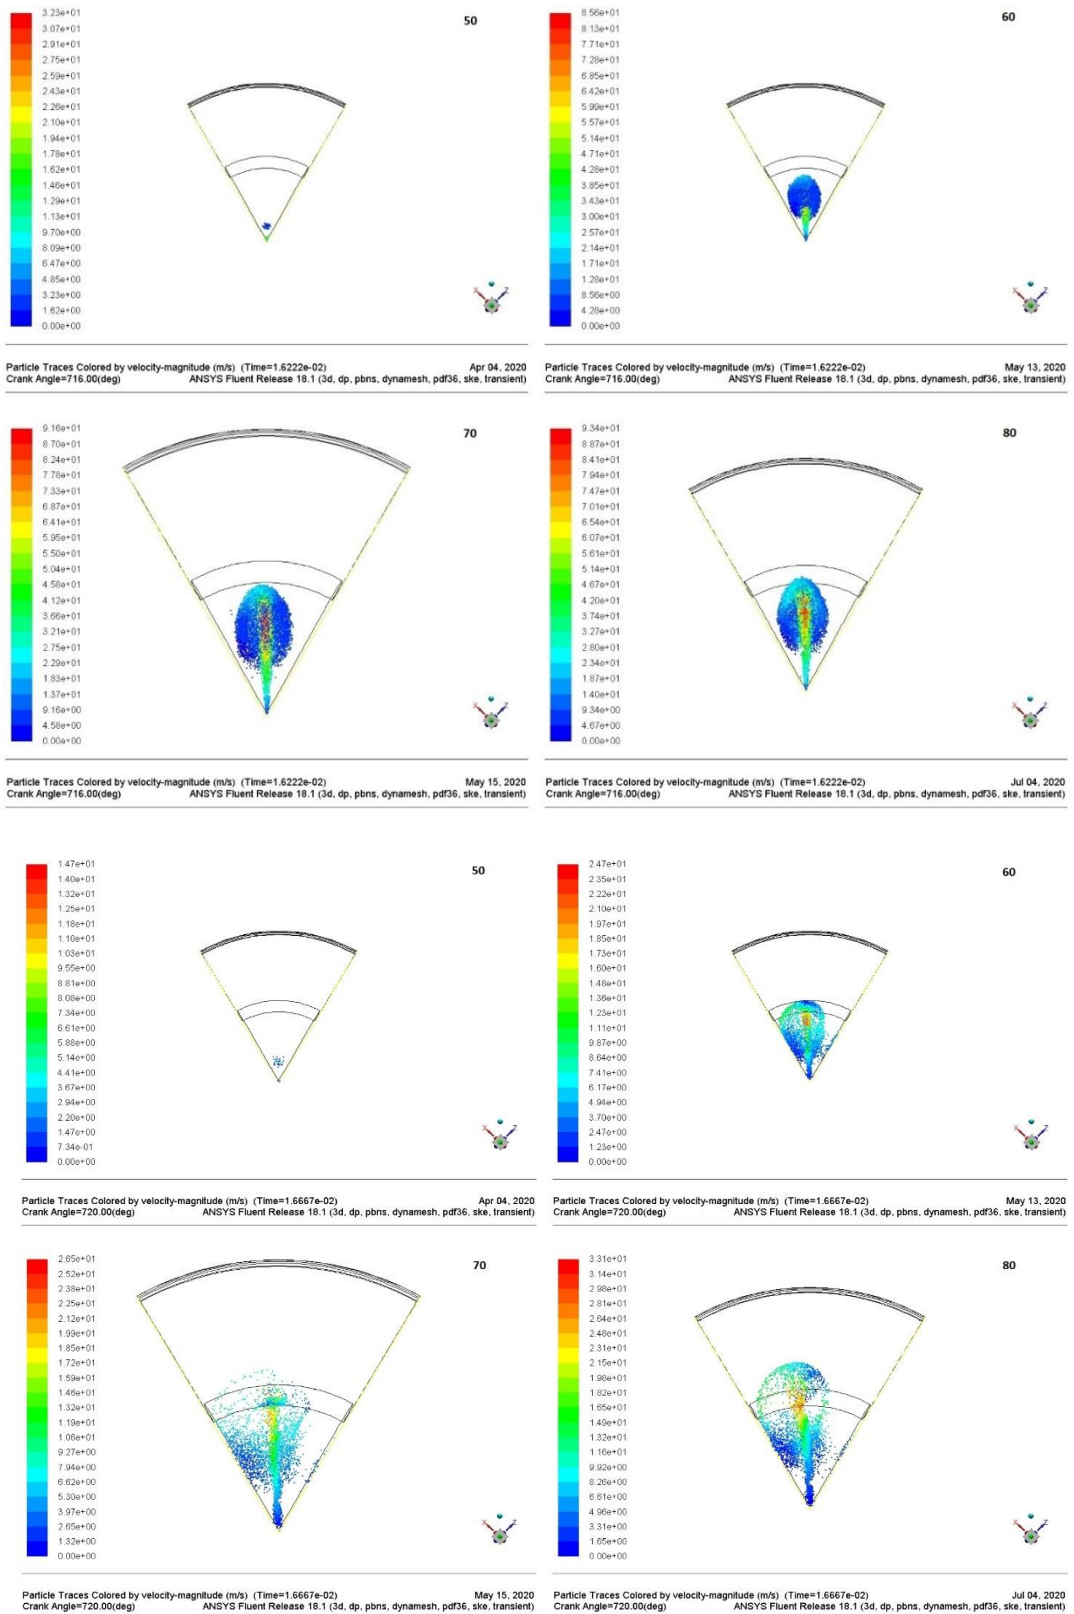 50
3.23e+01
3.07e+01
2.91e+01
2.75e+01
2.59e+01
2.43e+01
2.26e+01
2.10e+01
1.94e+01
1.78e+01
1.62e+01
1.46e+01
1.29e+01
1.13e+01
9.70e+00
8.09e+00
6.47e+00
4.85e+00
3.23e+00
1.62e+00
0.00e+00
X Z
Particle Traces Colored by velocity-magnitude (m/s) (Time=1.6222e-02) Apr 04, 2020
Crank Angle=716.00(deg) ANSYS Fluent Release 18.1 (3d, dp, pbns, dynamesh, pdf36, ske, transient)
60
8.56e+01
8.13e+01
7.71e+01
7.28e+01
6.85e+01
6.42e+01
5.99e+01
5.57e+01
5.14e+01
4.71e+01
4.28e+01
3.85e+01
3.43e+01
3.00e+01
2.57e+01
2.14e+01
1.71e+01
1.28e+01
8.56e+00
4.28e+00
0.00e+00
X Z
Particle Traces Colored by velocity-magnitude (m/s) (Time=1.6222e-02) May 13, 2020
Crank Angle=716.00(deg) ANSYS Fluent Release 18.1 (3d, dp, pbns, dynamesh, pdf36, ske, transient)
70
9.16e+01
8.70e+01
8.24e+01
7.78e+01
7.33e+01
6.87e+01
6.41e+01
5.95e+01
5.50e+01
5.04e+01
4.58e+01
4.12e+01
3.66e+01
3.21e+01
2.75e+01
2.29e+01
1.83e+01
1.37e+01
9.16e+00
4.58e+00
0.00e+00
X Z
Particle Traces Colored by velocity-magnitude (m/s) (Time=1.6222e-02) May 15, 2020
Crank Angle=716.00(deg) ANSYS Fluent Release 18.1 (3d, dp, pbns, dynamesh, pdf36, ske, transient)
80
9.34e+01
8.87e+01
8.41e+01
7.94e+01
7.47e+01
7.01e+01
6.54e+01
6.07e+01
5.61e+01
5.14e+01
4.67e+01
4.20e+01
3.74e+01
3.27e+01
2.80e+01
2.34e+01
1.87e+01
1.40e+01
9.34e+00
4.67e+00
0.00e+00
X Z
Particle Traces Colored by velocity-magnitude (m/s) (Time=1.6222e-02) Jul 04, 2020
Crank Angle=716.00(deg) ANSYS Fluent Release 18.1 (3d, dp, pbns, dynamesh, pdf36, ske, transient)
50
1.47e+01
1.40e+01
1.32e+01
1.25e+01
1.18e+01
1.10e+01
1.03e+01
9.55e+00
8.81e+00
8.08e+00
7.34e+00
6.61e+00
5.88e+00
5.14e+00
4.41e+00
3.67e+00
2.94e+00
2.20e+00
1.47e+00
7.34e-01
0.00e+00
X Z
Particle Traces Colored by velocity-magnitude (m/s) (Time=1.6667e-02) Apr 04, 2020
Crank Angle=720.00(deg) ANSYS Fluent Release 18.1 (3d, dp, pbns, dynamesh, pdf36, ske, transient)
60
2.47e+01
2.35e+01
2.22e+01
2.10e+01
1.97e+01
1.85e+01
1.73e+01
1.60e+01
1.48e+01
1.36e+01
1.23e+01
1.11e+01
9.87e+00
8.64e+00
7.41e+00
6.17e+00
4.94e+00
3.70e+00
2.47e+00
1.23e+00
0.00e+00
X Z
Particle Traces Colored by velocity-magnitude (m/s) (Time=1.6667e-02) May 13, 2020
Crank Angle=720.00(deg) ANSYS Fluent Release 18.1 (3d, dp, pbns, dynamesh, pdf36, ske, transient)
70
2.65e+01
2.52e+01
2.38e+01
2.25e+01
2.12e+01
1.99e+01
1.85e+01
1.72e+01
1.59e+01
1.46e+01
1.32e+01
1.19e+01
1.06e+01
9.27e+00
7.94e+00
6.62e+00
5.30e+00
3.97e+00
2.65e+00
1.32e+00
0.00e+00
X Z
Particle Traces Colored by velocity-magnitude (m/s) (Time=1.6667e-02) May 15, 2020
Crank Angle=720.00(deg) ANSYS Fluent Release 18.1 (3d, dp, pbns, dynamesh, pdf36, ske, transient)
80
3.31e+01
3.14e+01
2.98e+01
2.81e+01
2.64e+01
2.48e+01
2.31e+01
2.15e+01
1.98e+01
1.82e+01
1.65e+01
1.49e+01
1.32e+01
1.16e+01
9.92e+00
8.26e+00
6.61e+00
4.96e+00
3.31e+00
1.65e+00
0.00e+00
X Z
Particle Traces Colored by velocity-magnitude (m/s) (Time=1.6667e-02) Jul 04, 2020
Crank Angle=720.00(deg) ANSYS Fluent Release 18.1 (3d, dp, pbns, dynamesh, pdf36, ske, transient)